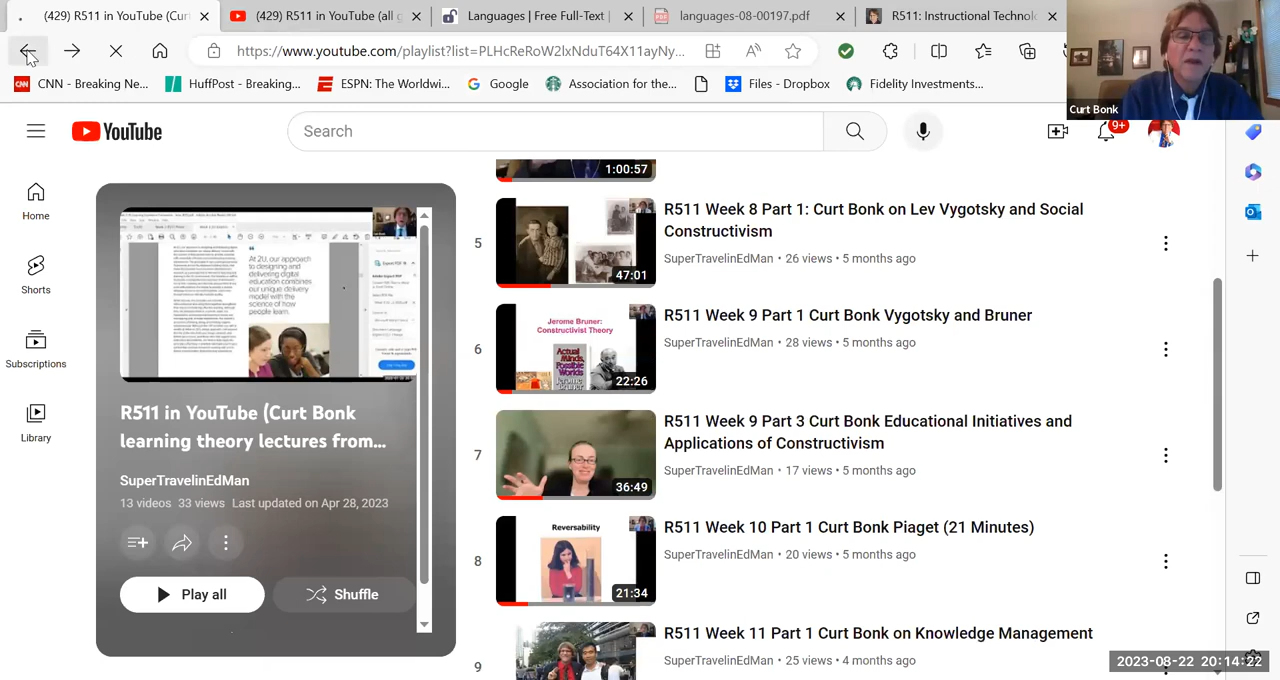 (429) R511 in YouTube (Curt
(429) R511 in YouTube (all g
Languages | Free Full-Text |
languages-08-00197.pdf
R511: Instructional Technol
https://www.youtube.com/playlist?list=PLHcReRoW2lxNduT64X11ayNy...
CNN - Breaking Ne...
HuffPost - Breaking...
ESPN: The Worldwi...
Google
Association for the...
Files - Dropbox
Fidelity Investments...
Curt Bonk
YouTube
Search
9+
Home
Shorts
Subscriptions
Library
At 2U, our approach
to designing and
delivering digital
education combines
our unique delivery
model with the
science of how
people learn.
R511 in YouTube (Curt Bonk
learning theory lectures from...
SuperTravelinEdMan
13 videos 33 views Last updated on Apr 28, 2023
Play all
Shuffle
1:00:57
5
47:01
R511 Week 8 Part 1: Curt Bonk on Lev Vygotsky and Social
Constructivism
SuperTravelinEdMan • 26 views • 5 months ago
6
Jerome Bruner:
Constructivist Theory
22:26
R511 Week 9 Part 1 Curt Bonk Vygotsky and Bruner
SuperTravelinEdMan • 28 views • 5 months ago
7
36:49
R511 Week 9 Part 3 Curt Bonk Educational Initiatives and
Applications of Constructivism
SuperTravelinEdMan • 17 views • 5 months ago
8
Reversability
21:34
R511 Week 10 Part 1 Curt Bonk Piaget (21 Minutes)
SuperTravelinEdMan • 20 views • 5 months ago
9
R511 Week 11 Part 1 Curt Bonk on Knowledge Management
SuperTravelinEdMan • 25 views • 4 months ago
2023-08-22 20:14:22